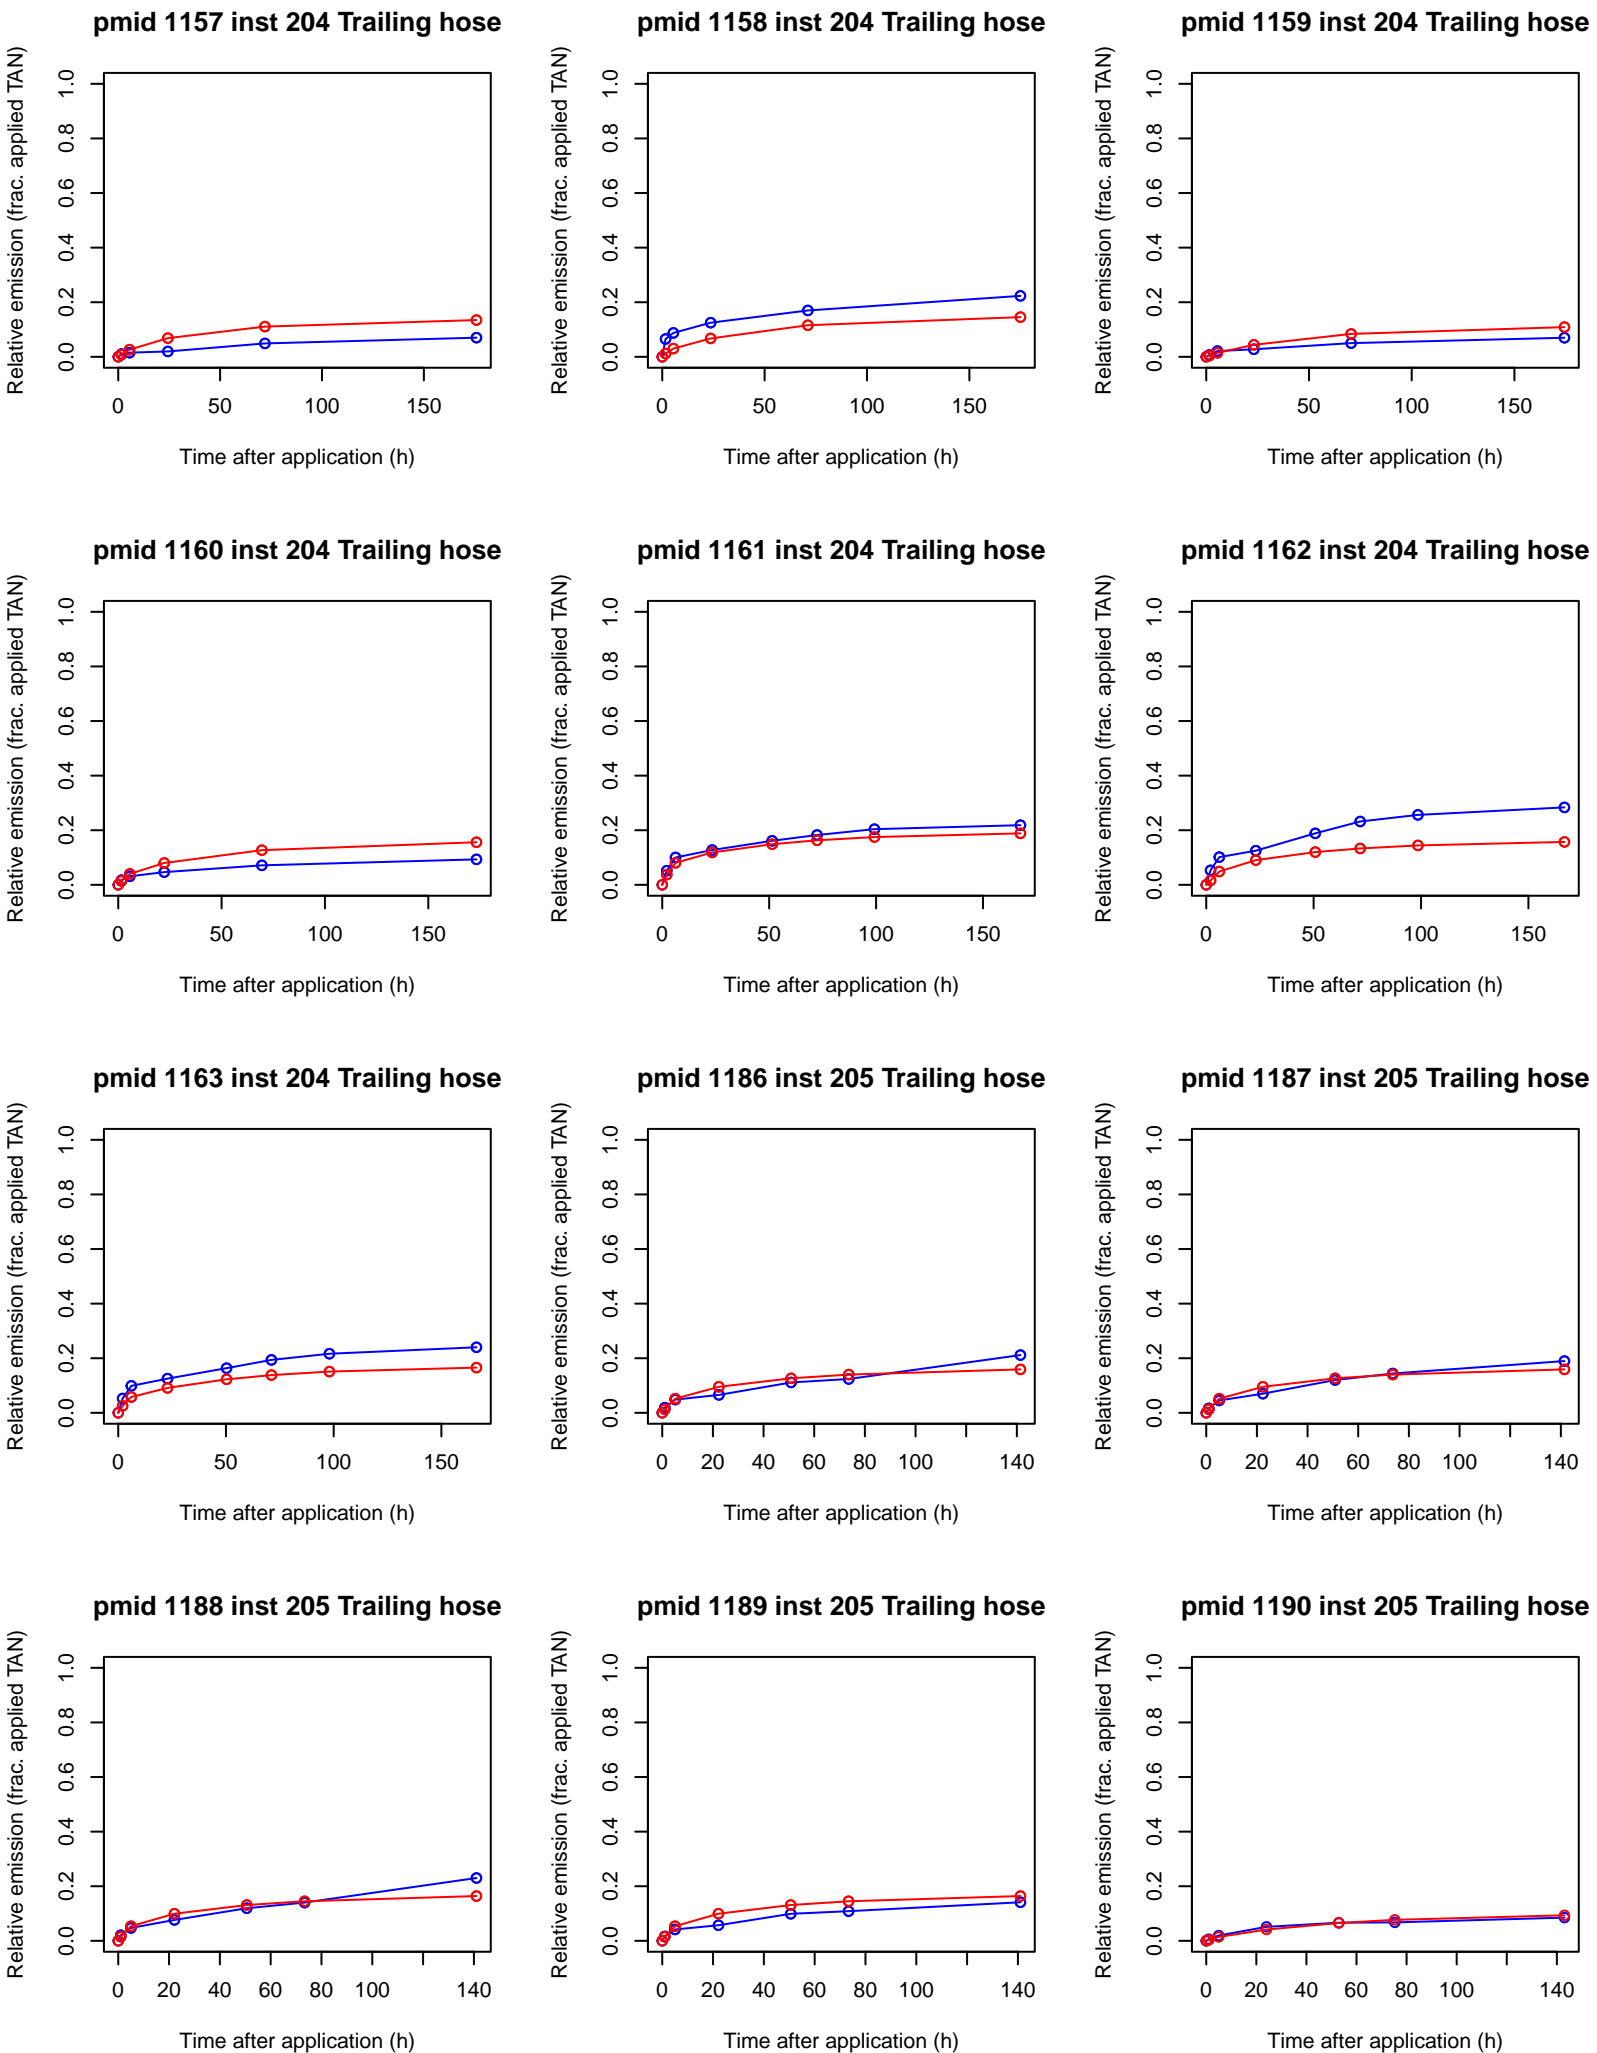 pmid 1157 inst 204 Trailing hose
Relative emission (frac. applied TAN)
1.0
0.8
0.6
0.4
0.2
0.0
0 50 100 150
Time after application (h)
pmid 1158 inst 204 Trailing hose
Relative emission (frac. applied TAN)
1.0
0.8
0.6
0.4
0.2
0.0
0 50 100 150
Time after application (h)
pmid 1159 inst 204 Trailing hose
Relative emission (frac. applied TAN)
1.0
0.8
0.6
0.4
0.2
0.0
0 50 100 150
Time after application (h)
pmid 1160 inst 204 Trailing hose
Relative emission (frac. applied TAN)
1.0
0.8
0.6
0.4
0.2
0.0
0 50 100 150
Time after application (h)
pmid 1161 inst 204 Trailing hose
Relative emission (frac. applied TAN)
1.0
0.8
0.6
0.4
0.2
0.0
0 50 100 150
Time after application (h)
pmid 1162 inst 204 Trailing hose
Relative emission (frac. applied TAN)
1.0
0.8
0.6
0.4
0.2
0.0
0 50 100 150
Time after application (h)
pmid 1163 inst 204 Trailing hose
Relative emission (frac. applied TAN)
1.0
0.8
0.6
0.4
0.2
0.0
0 50 100 150
Time after application (h)
pmid 1186 inst 205 Trailing hose
Relative emission (frac. applied TAN)
1.0
0.8
0.6
0.4
0.2
0.0
0 20 40 60 80 100 140
Time after application (h)
pmid 1187 inst 205 Trailing hose
Relative emission (frac. applied TAN)
1.0
0.8
0.6
0.4
0.2
0.0
0 20 40 60 80 100 140
Time after application (h)
pmid 1188 inst 205 Trailing hose
Relative emission (frac. applied TAN)
1.0
0.8
0.6
0.4
0.2
0.0
0 20 40 60 80 100 140
Time after application (h)
pmid 1189 inst 205 Trailing hose
Relative emission (frac. applied TAN)
1.0
0.8
0.6
0.4
0.2
0.0
0 20 40 60 80 100 140
Time after application (h)
pmid 1190 inst 205 Trailing hose
Relative emission (frac. applied TAN)
1.0
0.8
0.6
0.4
0.2
0.0
0 20 40 60 80 100 140
Time after application (h)